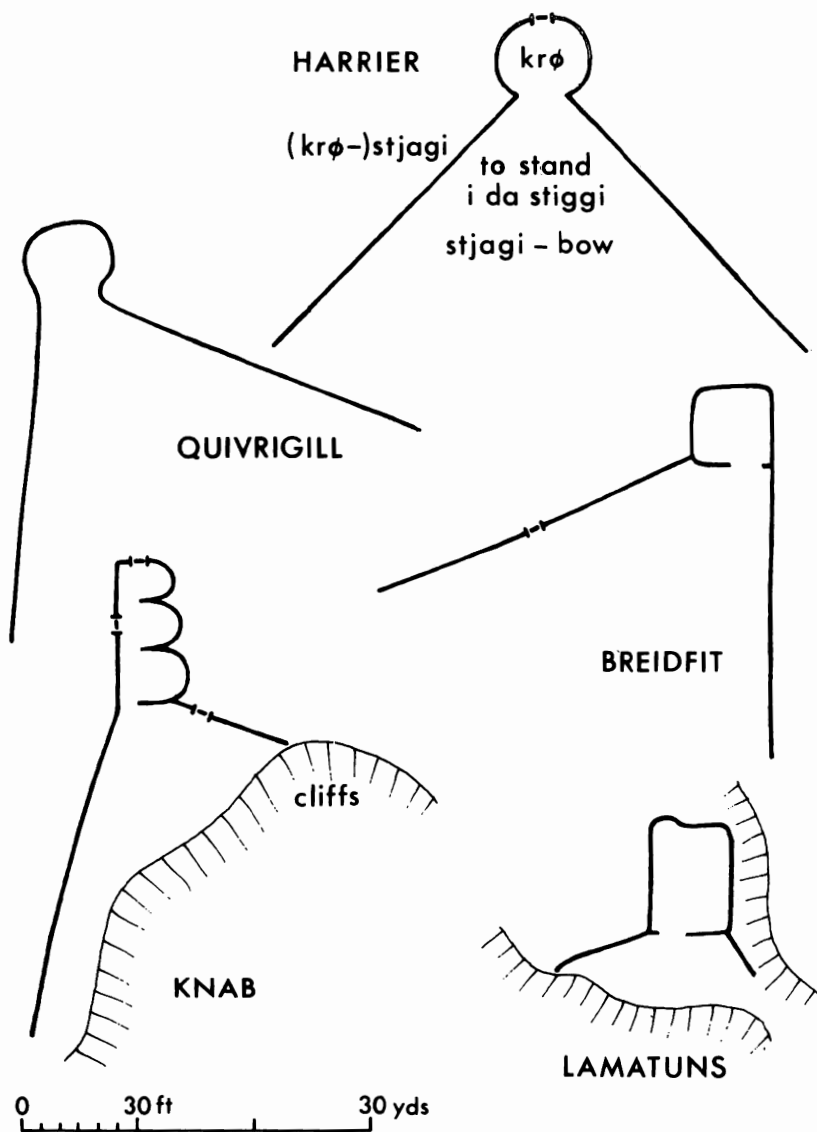 HARRIER
krø
(krø-)stjagi
to stand
i da stiggi
stjagi – bow
QUIVRIGILL
BREIDFIT
cliffs
KNAB
LAMATUNS
0 30 ft 30 yds